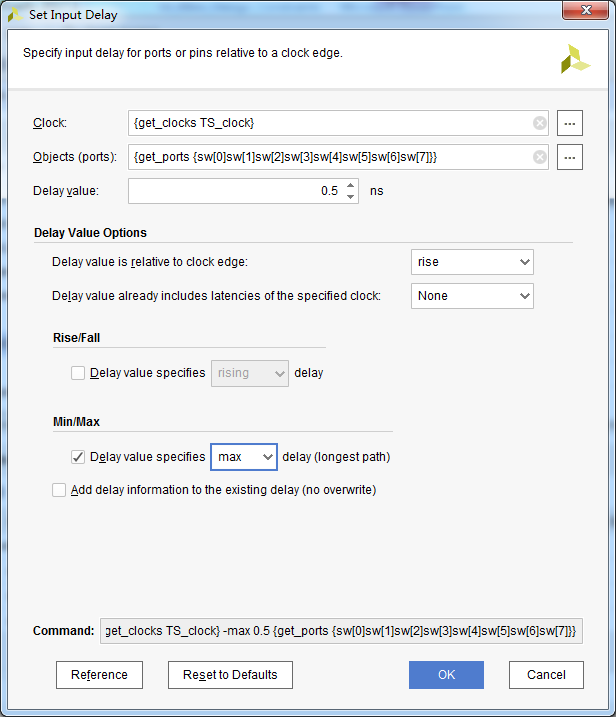 Set Input Delay
Specify input delay for ports or pins relative to a clock edge.
Clock: {get_clocks TS_clock} ...
Objects (ports): {get_ports {sw[0]sw[1]sw[2]sw[3]sw[4]sw[5]sw[6]sw[7]}} ...
Delay value: 0.5 ns
Delay Value Options
Delay value is relative to clock edge: rise
Delay value already includes latencies of the specified clock: None
Rise/Fall
Delay value specifies rising delay
Min/Max
Delay value specifies max delay (longest path)
Add delay information to the existing delay (no overwrite)
Command: get_clocks TS_clock} -max 0.5 {get_ports {sw[0]sw[1]sw[2]sw[3]sw[4]sw[5]sw[6]sw[7]}}
Reference Reset to Defaults OK Cancel